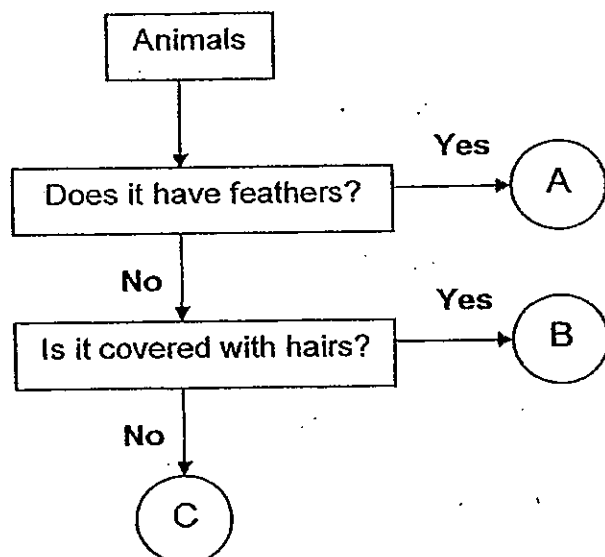 Animals
Yes
Does it have feathers?
A
No
Yes
Is it covered with hairs?
B
No
C